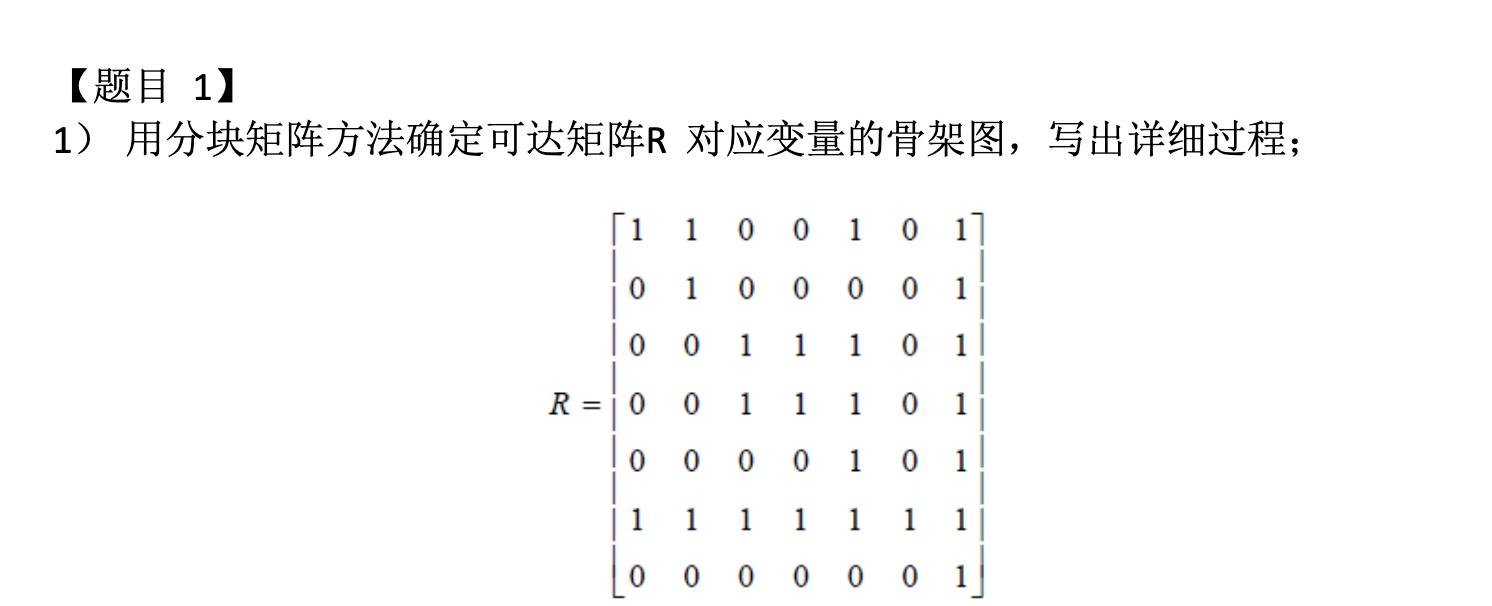 【题目 1】
1） 用分块矩阵方法确定可达矩阵R 对应变量的骨架图，写出详细过程；
1 1 0 0 1 0 1
0 1 0 0 0 0 1
0 0 1 1 1 0 1
R = 0 0 1 1 1 0 1
0 0 0 0 1 0 1
1 1 1 1 1 1 1
0 0 0 0 0 0 1